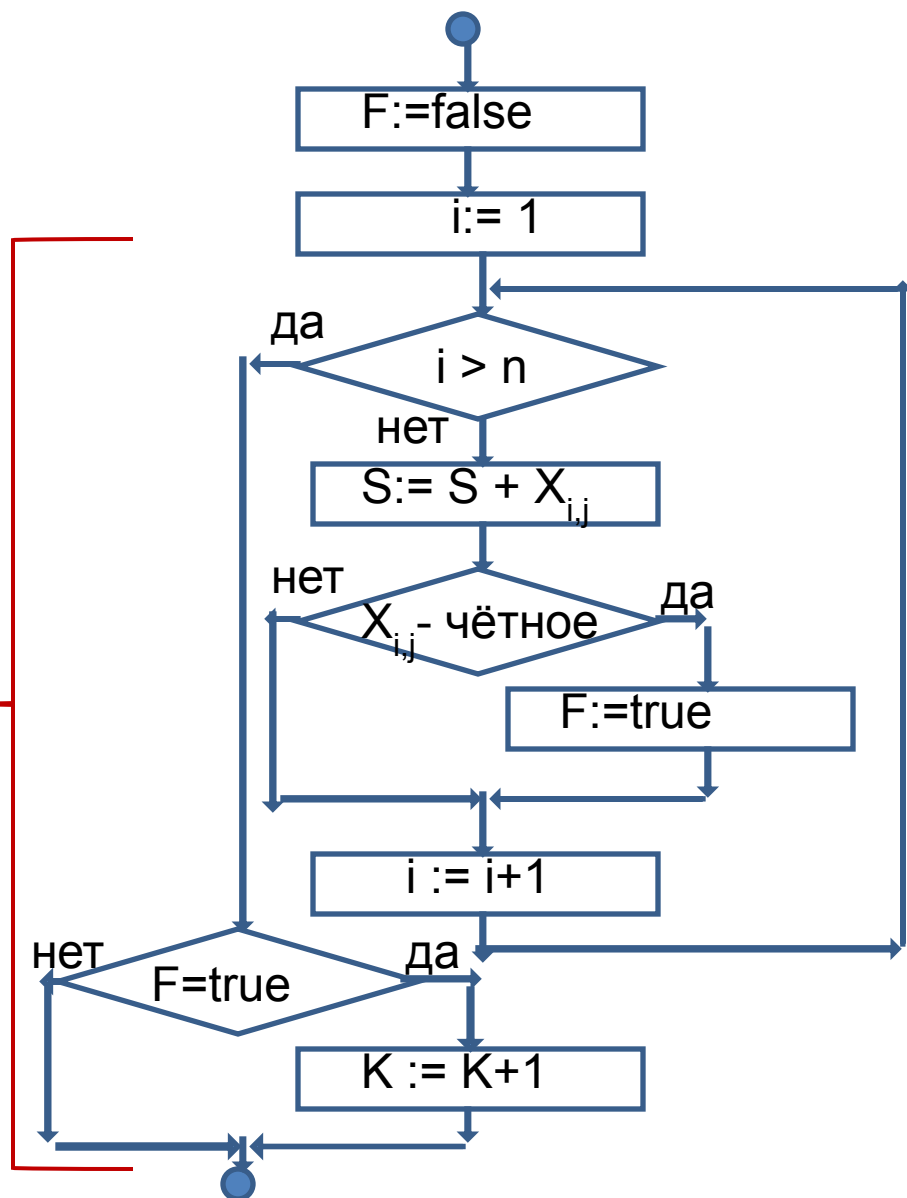 F:=false
i:= 1
да
i > n
нет
S:= S + Xi,j
нет
да
Xi,j- чётное
F:=true
i := i+1
нет
да
F=true
K := K+1